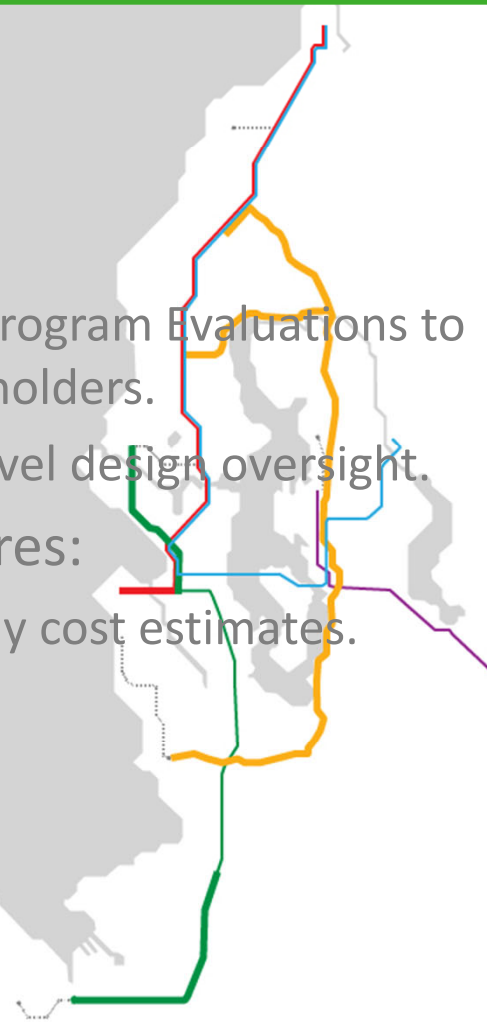 rogram Evaluations to
holders.
vel design oversight.
res:
y cost estimates.